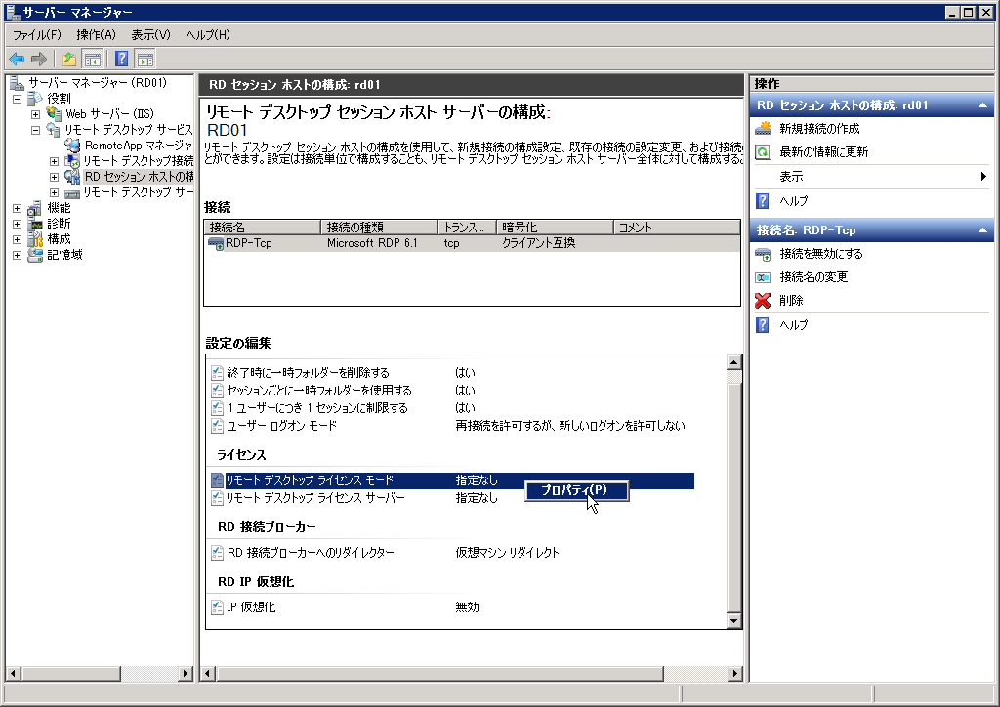 サーバー マネージャー
ファイル(F) 操作(A) 表示(V) ヘルプ(H)
サーバー マネージャー (RD01)
役割
Web サーバー (IIS)
リモート デスクトップ サービス
RemoteApp マネージャ
リモート デスクトップ接続
RD セッション ホストの構
リモート デスクトップ サー
機能
診断
構成
記憶域
RD セッション ホストの構成: rd01
リモート デスクトップ セッション ホスト サーバーの構成:
RD01
リモート デスクトップ セッション ホストの構成を使用して、新規接続の構成設定、既存の接続の設定変更、および接続
とができます。設定は接続単位で構成することも、リモート デスクトップ セッション ホスト サーバー全体に対して構成するこ
接続
接続名 接続の種類 トランス... 暗号化 コメント
RDP-Tcp Microsoft RDP 6.1 tcp クライアント互換
設定の編集
終了時に一時フォルダーを削除する はい
セッションごとに一時フォルダーを使用する はい
1 ユーザーにつき 1 セッションに制限する はい
ユーザー ログオン モード 再接続を許可するが、新しいログオンを許可しない
ライセンス
リモート デスクトップ ライセンス モード 指定なし
プロパティ(P)
リモート デスクトップ ライセンス サーバー 指定なし
RD 接続ブローカー
RD 接続ブローカーへのリダイレクター 仮想マシン リダイレクト
RD IP 仮想化
IP 仮想化 無効
操作
RD セッション ホストの構成: rd01
新規接続の作成
最新の情報に更新
表示
ヘルプ
接続名: RDP-Tcp
接続を無効にする
接続名の変更
削除
ヘルプ